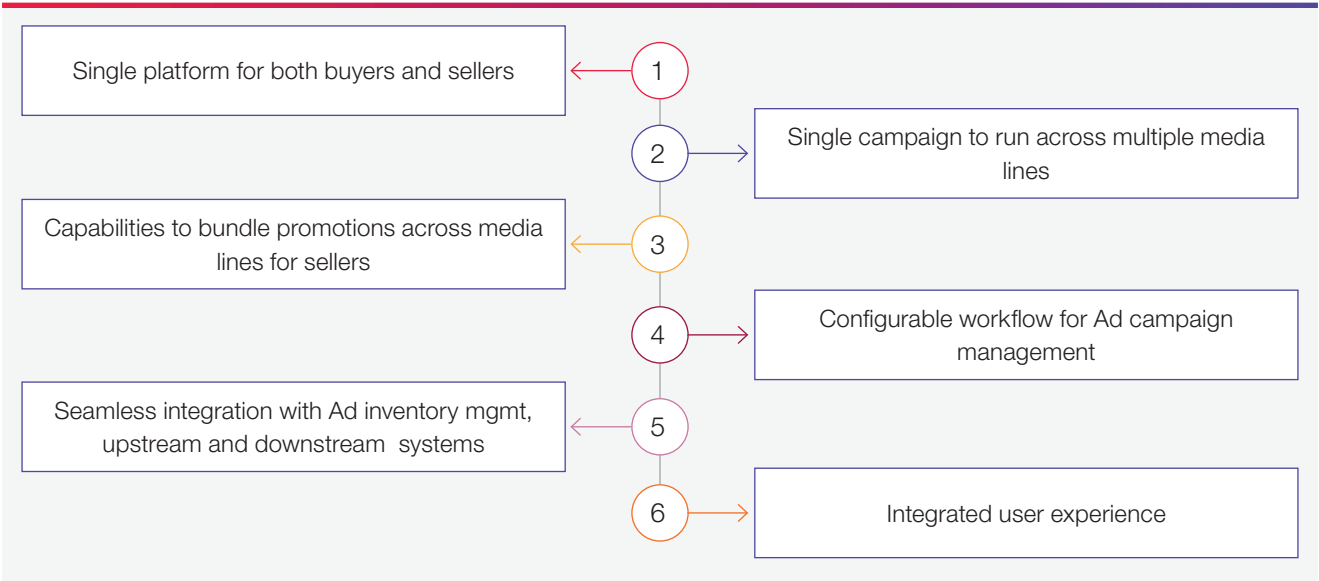 1
Single platform for both buyers and sellers
2
Single campaign to run across multiple media
lines
3
Capabilities to bundle promotions across media
lines for sellers
4
Configurable workflow for Ad campaign
management
5
Seamless integration with Ad inventory mgmt,
upstream and downstream  systems
6
Integrated user experience